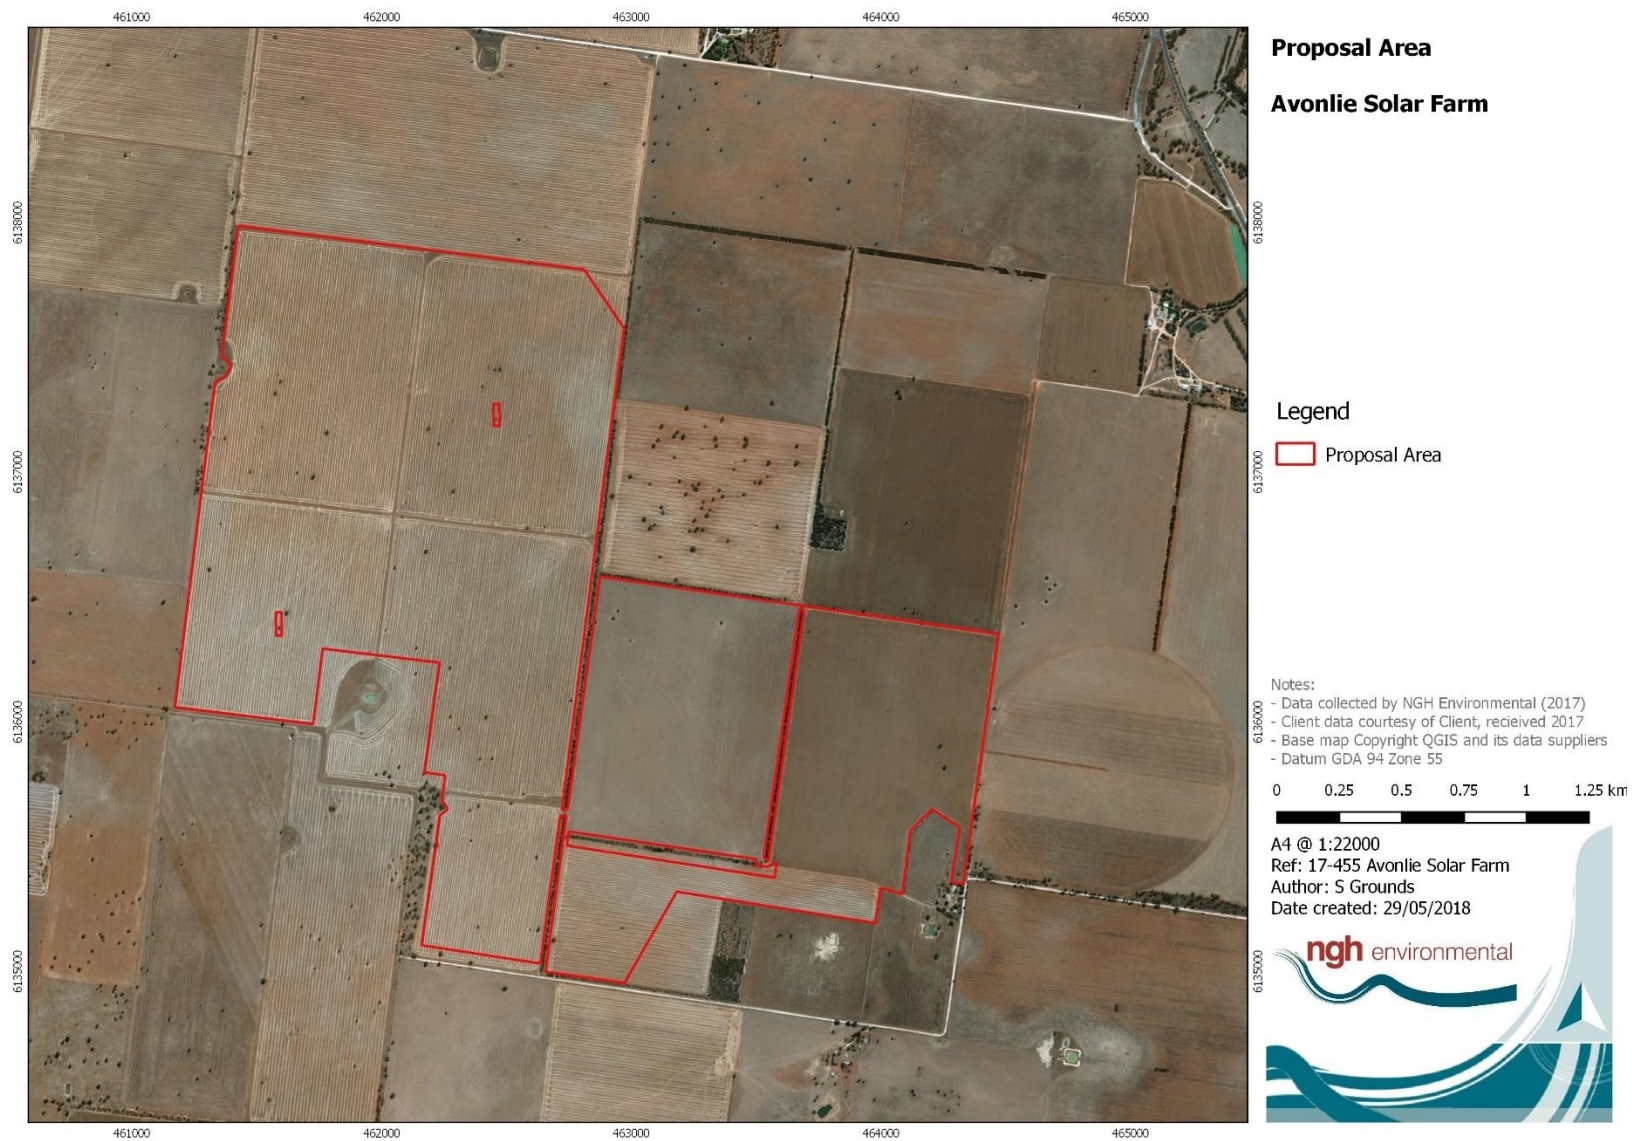 461000 462000 463000 464000 465000
Proposal Area
Avonlie Solar Farm
6138000 6138000
Legend
Proposal Area
6137000 6137000
Notes:
- Data collected by NGH Environmental (2017)
- Client data courtesy of Client, recieived 2017
- Base map Copyright QGIS and its data suppliers
- Datum GDA 94 Zone 55
6136000 6136000
0 0.25 0.5 0.75 1 1.25 km
A4 @ 1:22000
Ref: 17-455 Avonlie Solar Farm
Author: S Grounds
Date created: 29/05/2018
ngh environmental
6135000 6135000
461000 462000 463000 464000 465000